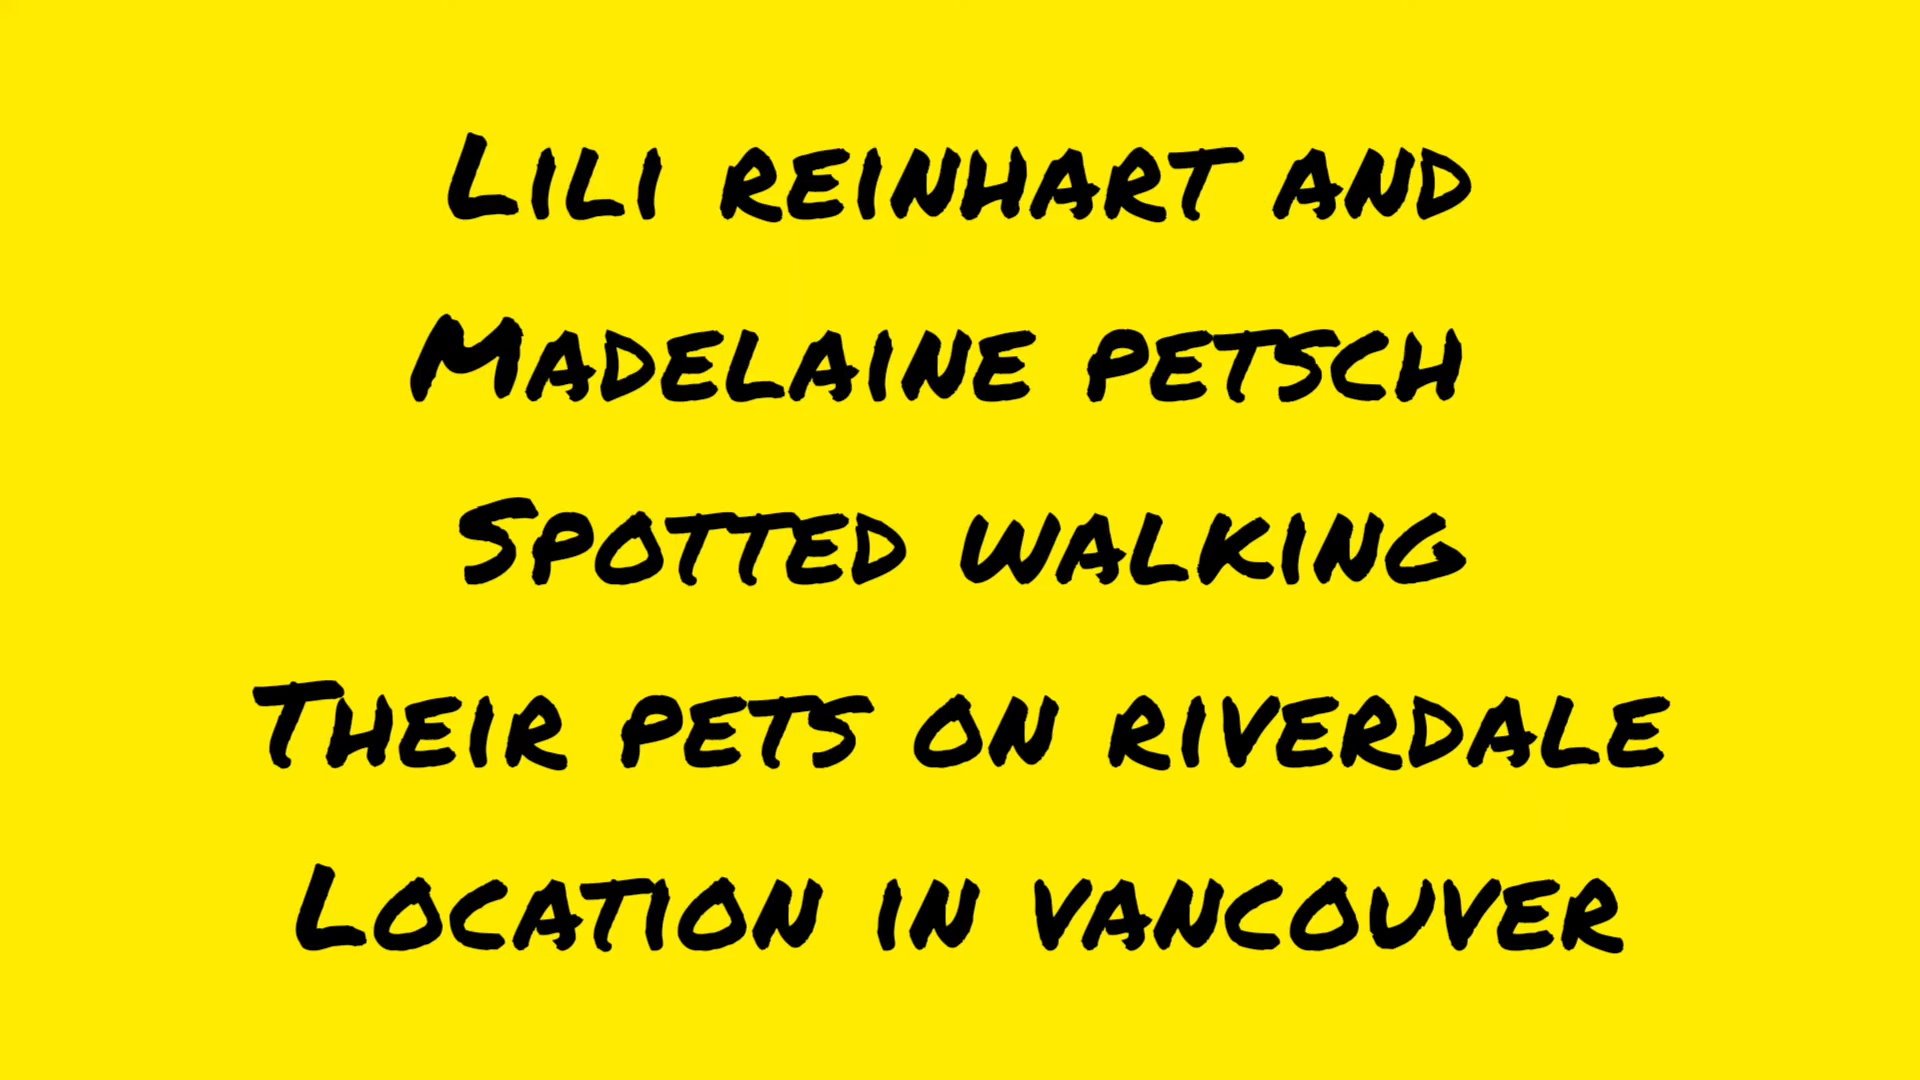 Lili reinhart and
Madelaine petsch
Spotted walking
Their pets on riverdale
Location in vancouver